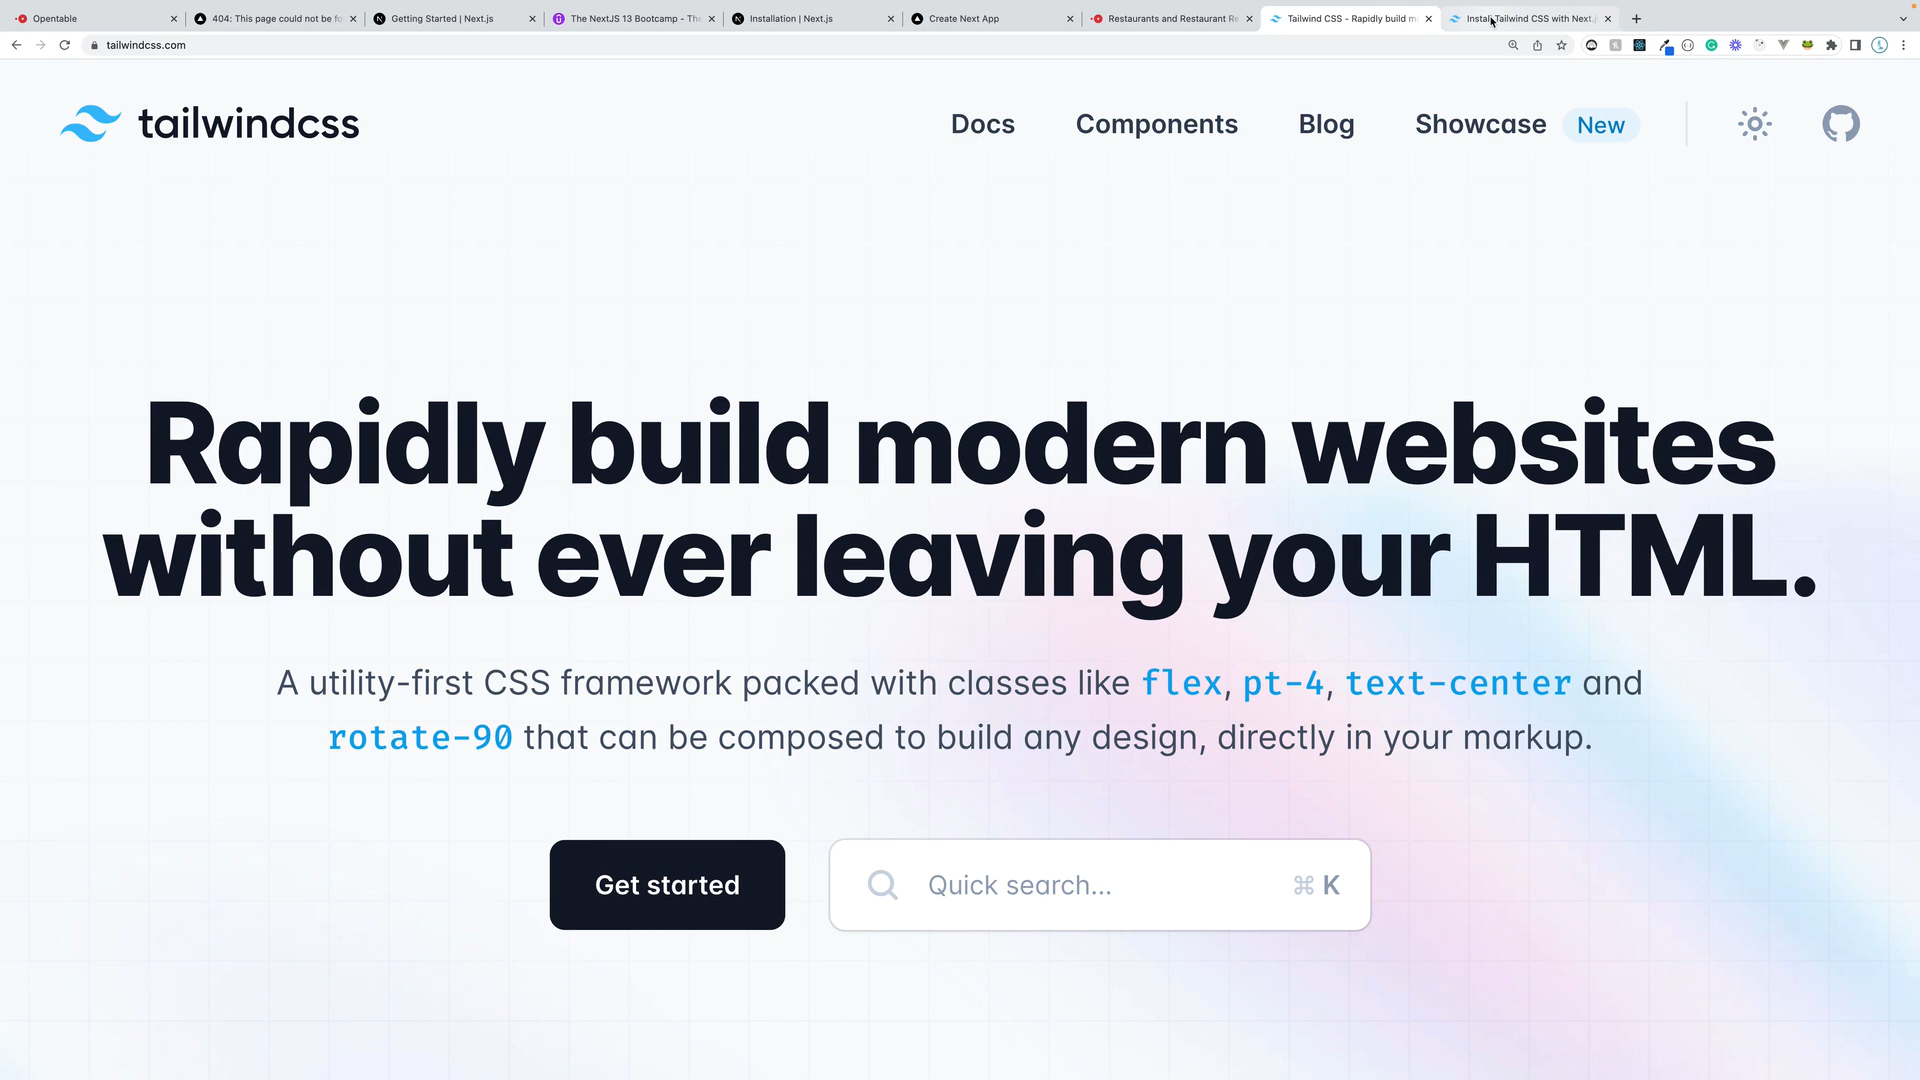 Opentable
404: This page could not be fo
Getting Started | Next.js
The NextJS 13 Bootcamp - The
Installation | Next.js
Create Next App
Restaurants and Restaurant Re
Tailwind CSS - Rapidly build m
Install Tailwind CSS with Next.j
tailwindcss.com
tailwindcss
Docs
Components
Blog
Showcase
New
Rapidly build modern websites
without ever leaving your HTML.
A utility-first CSS framework packed with classes like flex, pt-4, text-center and
rotate-90 that can be composed to build any design, directly in your markup.
Get started
Quick search...
⌘ K